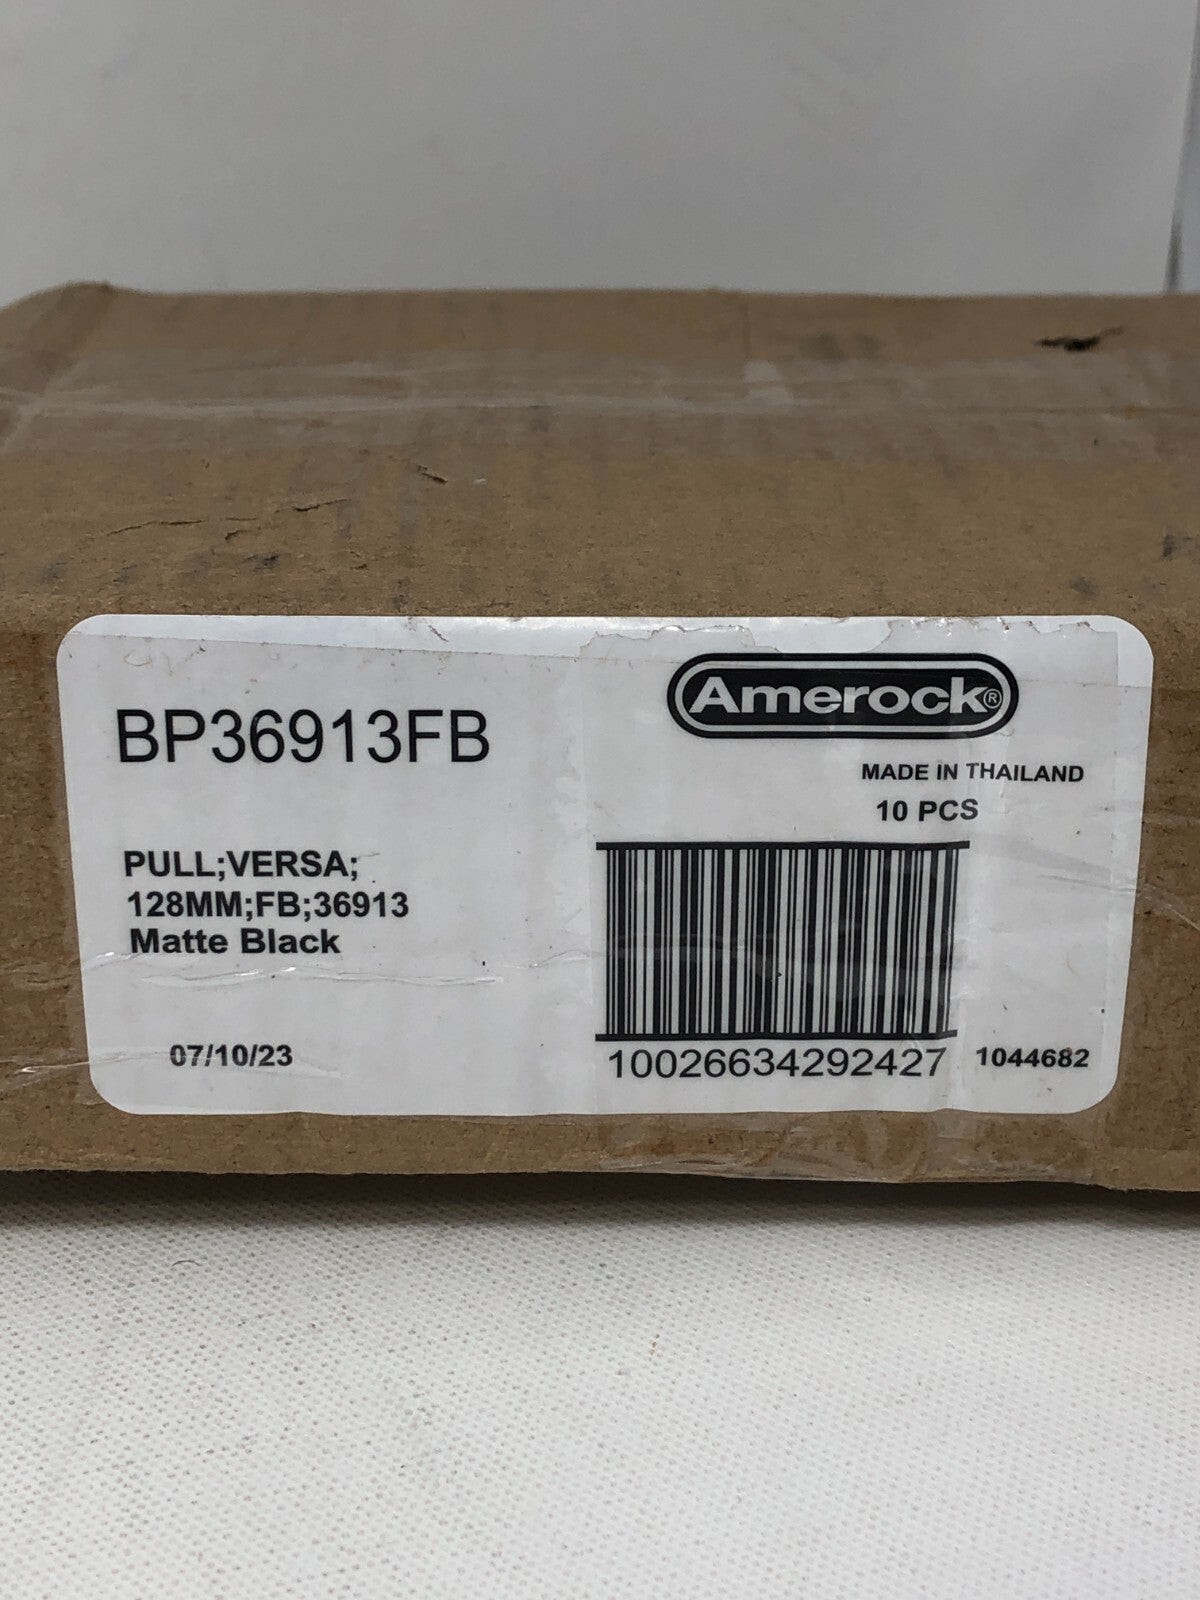 BP36913FB
PULL;VERSA;
128MM;FB;36913
Matte Black
07/10/23
Amerock®
MADE IN THAILAND
10 PCS
10026634292427
1044682